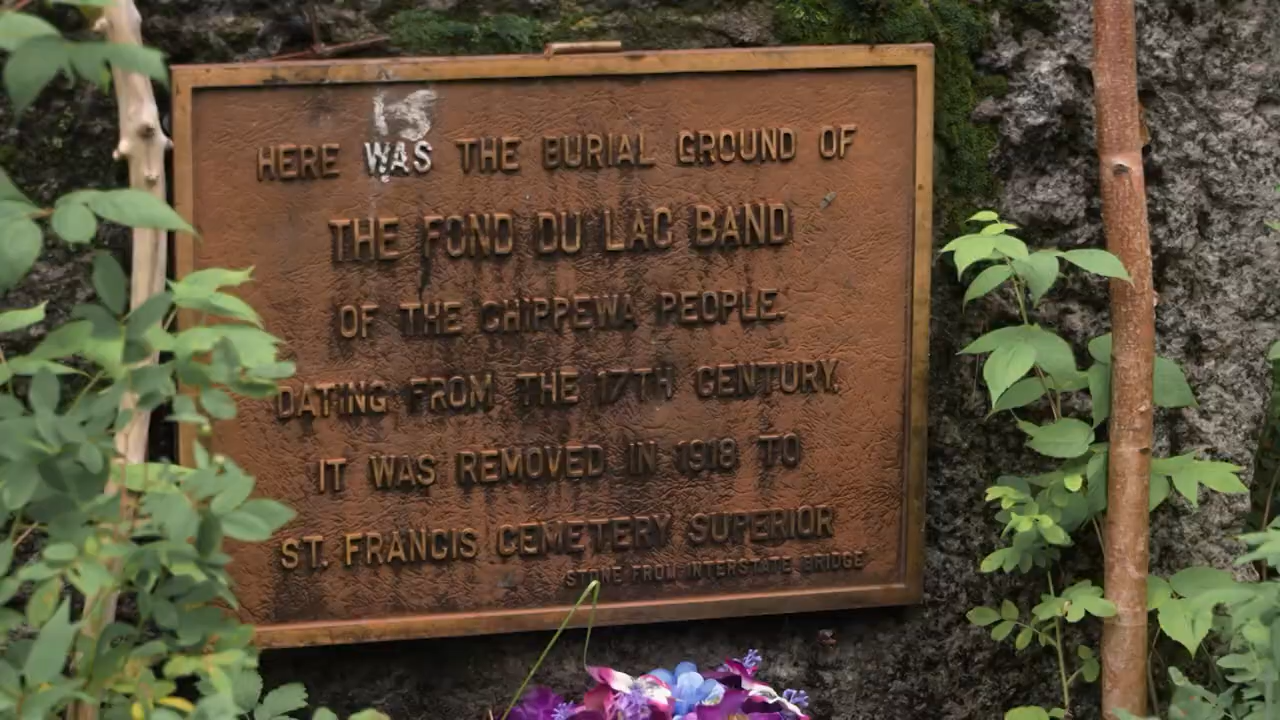 IS
HERE WAS THE BURIAL GROUND OF
THE FOND DU LAC BAND
OF THE CHIPPEWA PEOPLE.
DATING FROM THE 17TH CENTURY.
IT WAS REMOVED IN 1918 TO
ST. FRANCIS CEMETERY SUPERIOR
STONE FROM INTERSTATE BRIDGE